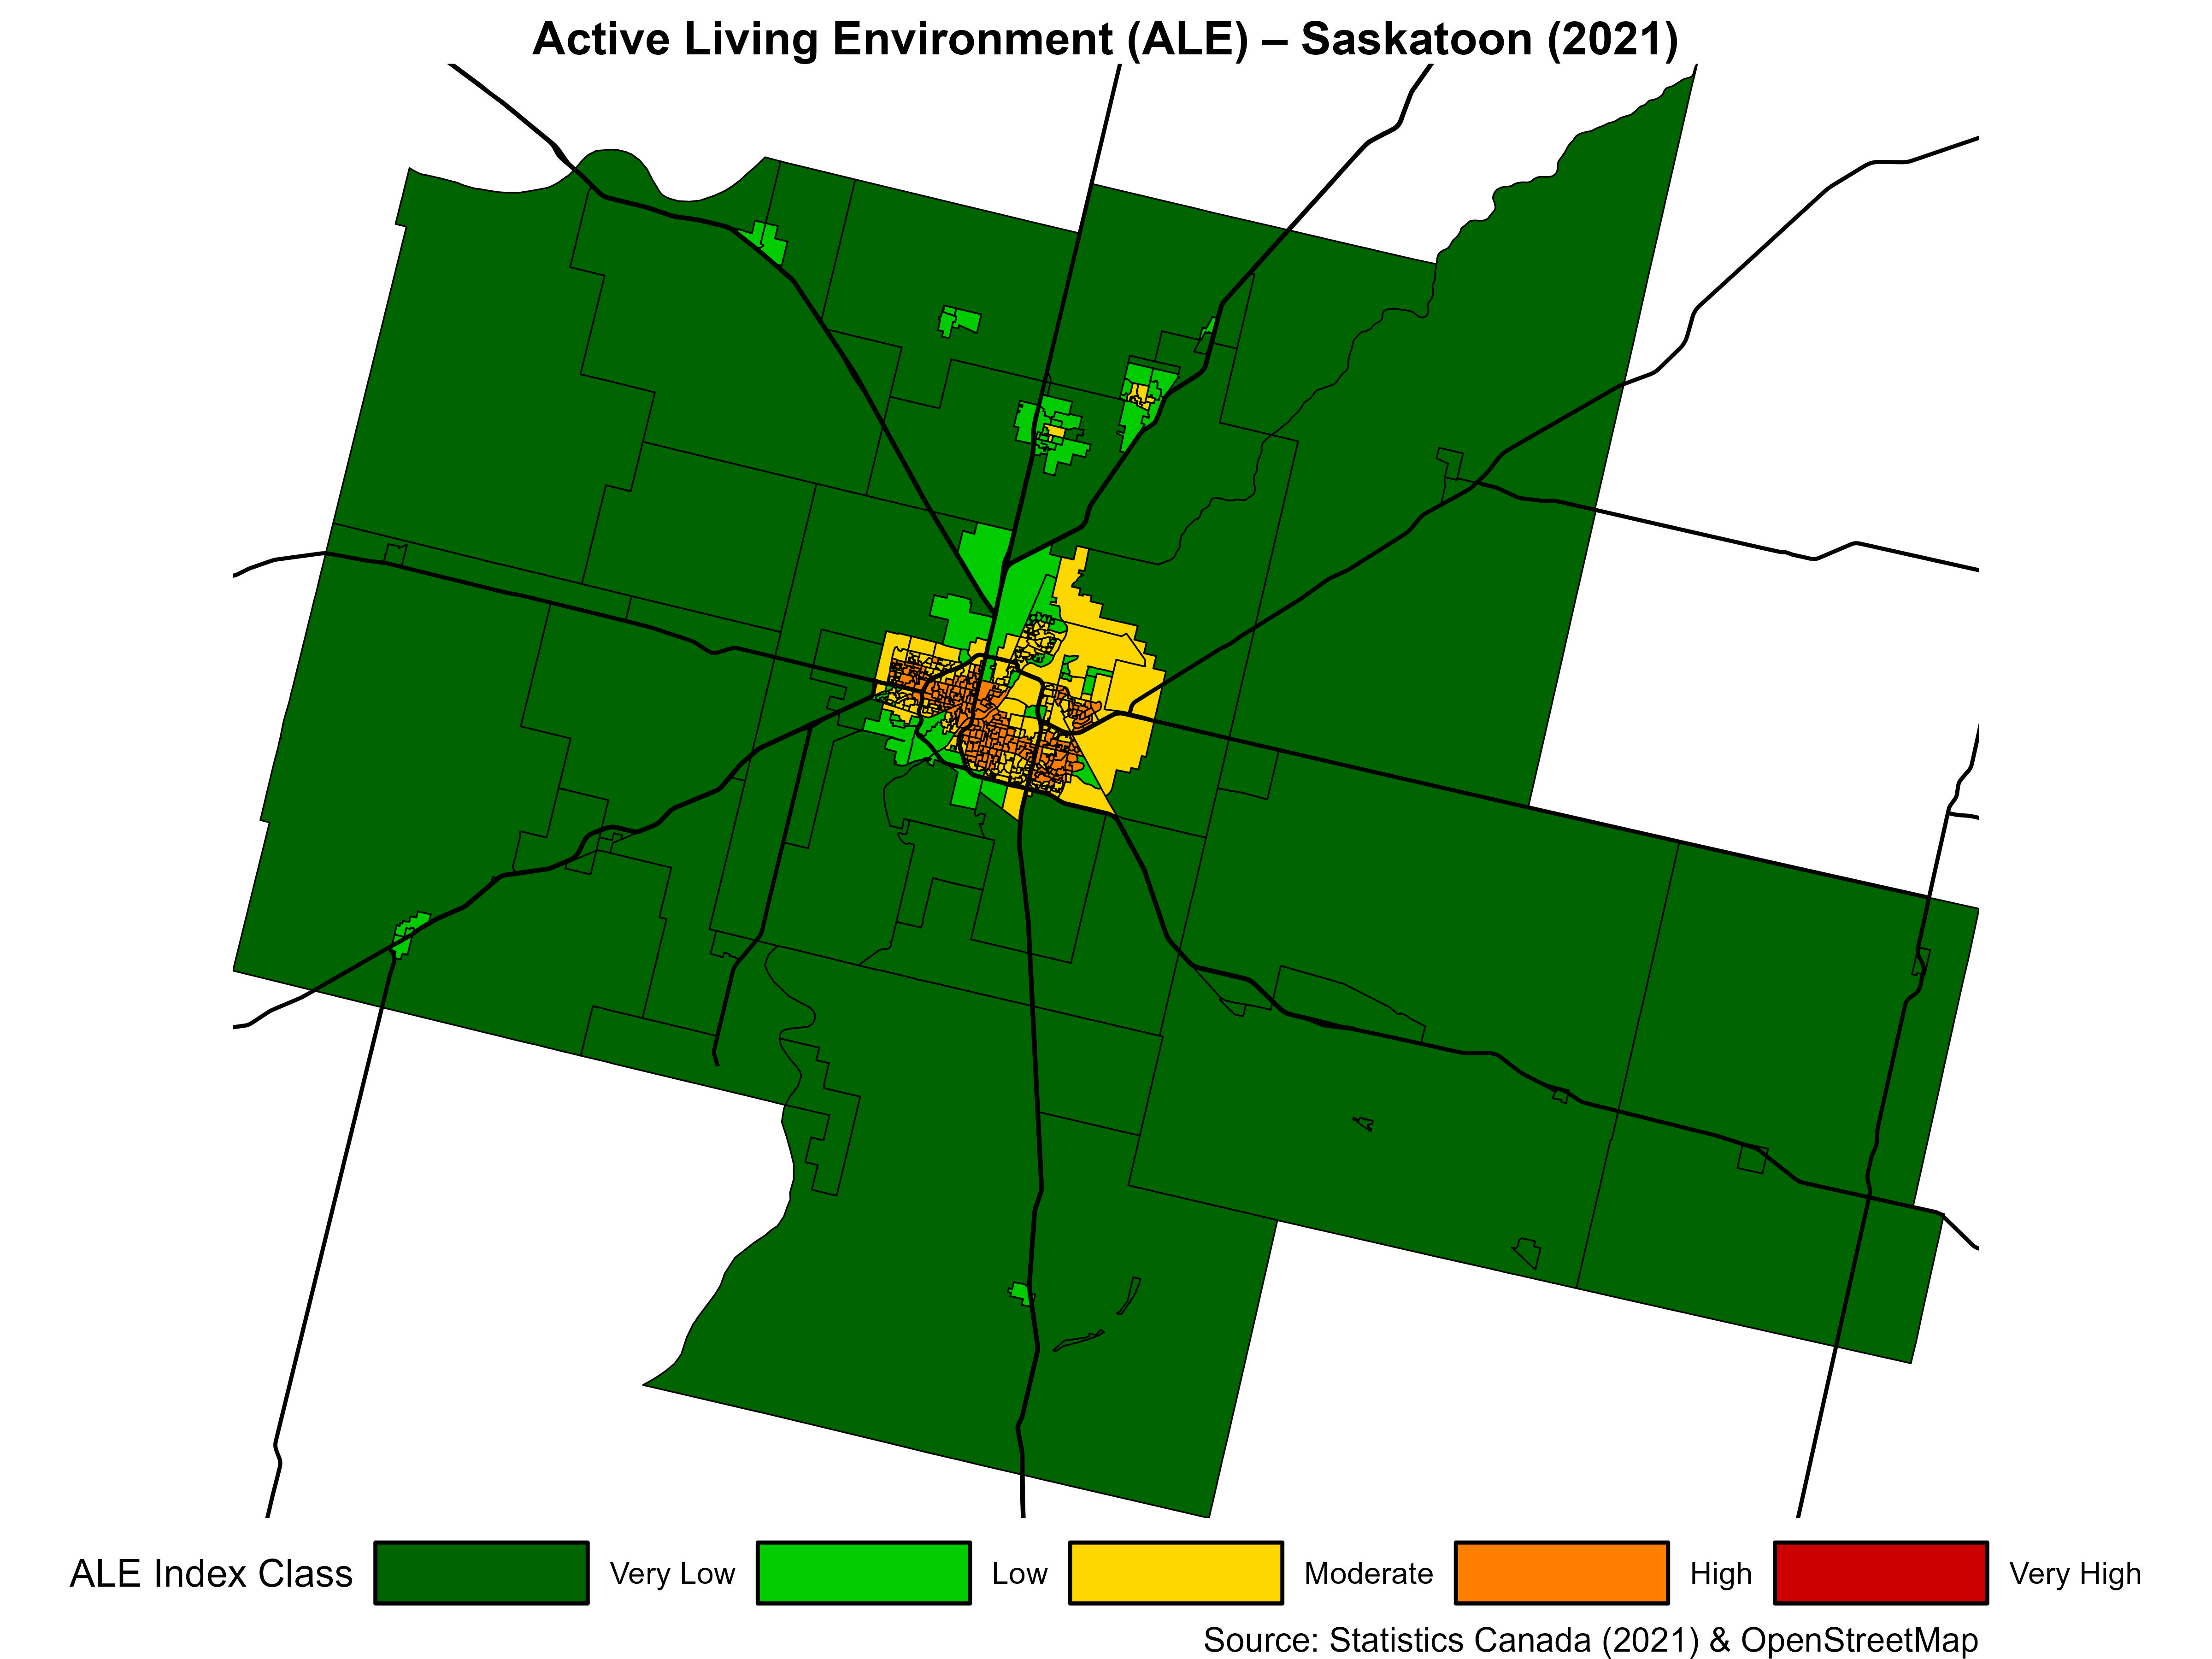 Active Living Environment (ALE) – Saskatoon (2021)
ALE Index Class Very Low Low Moderate High Very High
Source: Statistics Canada (2021) & OpenStreetMap